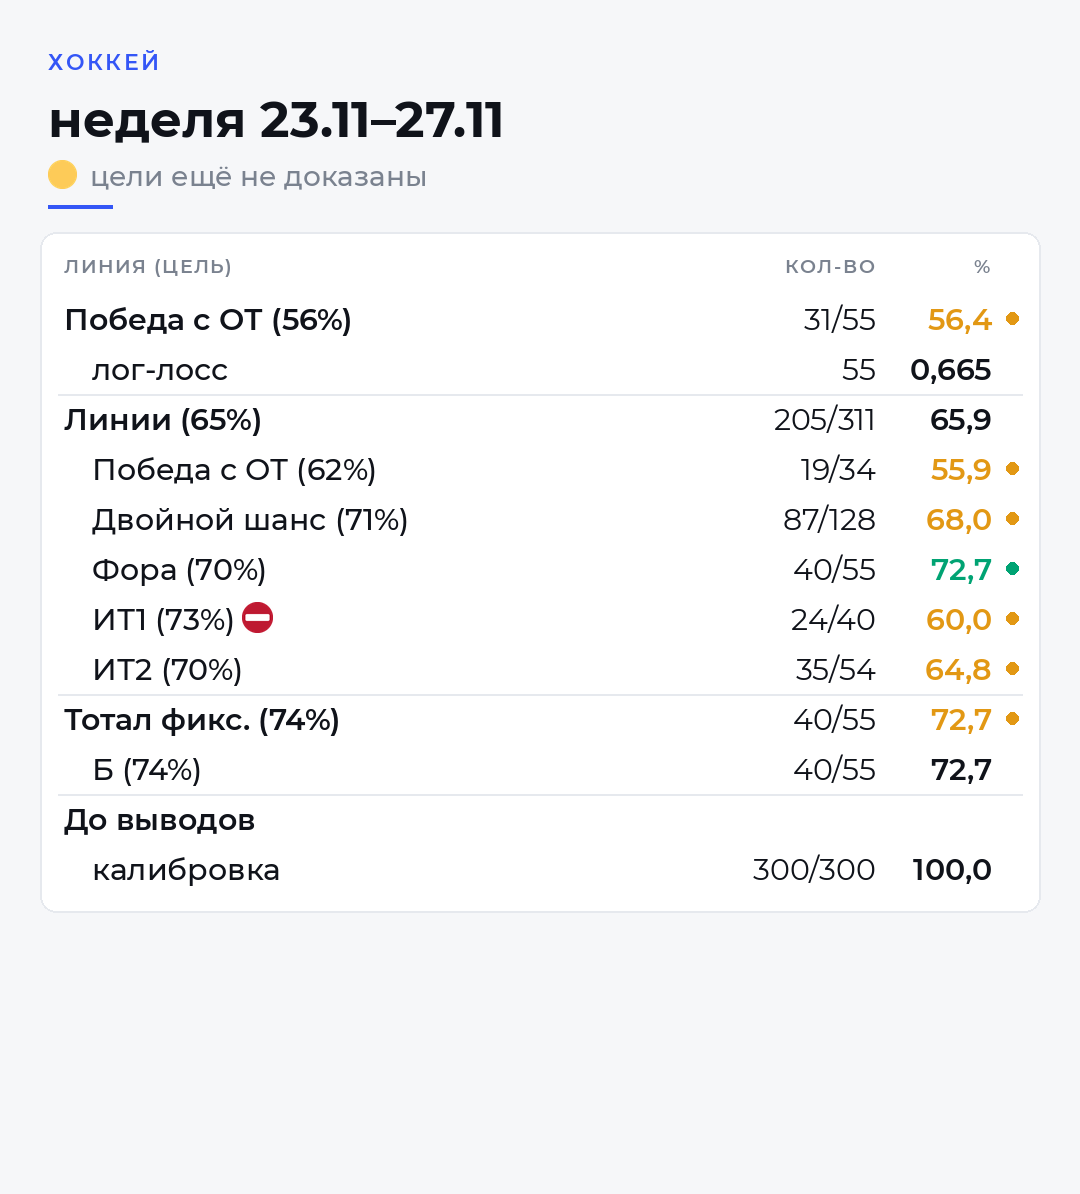 ХОККЕЙ
неделя 23.11–27.11
цели ещё не доказаны
ЛИНИЯ (ЦЕЛЬ) КОЛ-ВО %
Победа с ОТ (56%) 31/55 56,4
лог-лосс 55 0,665
Линии (65%) 205/311 65,9
Победа с ОТ (62%) 19/34 55,9
Двойной шанс (71%) 87/128 68,0
Фора (70%) 40/55 72,7
ИТ1 (73%) 24/40 60,0
ИТ2 (70%) 35/54 64,8
Тотал фикс. (74%) 40/55 72,7
Б (74%) 40/55 72,7
До выводов
калибровка 300/300 100,0